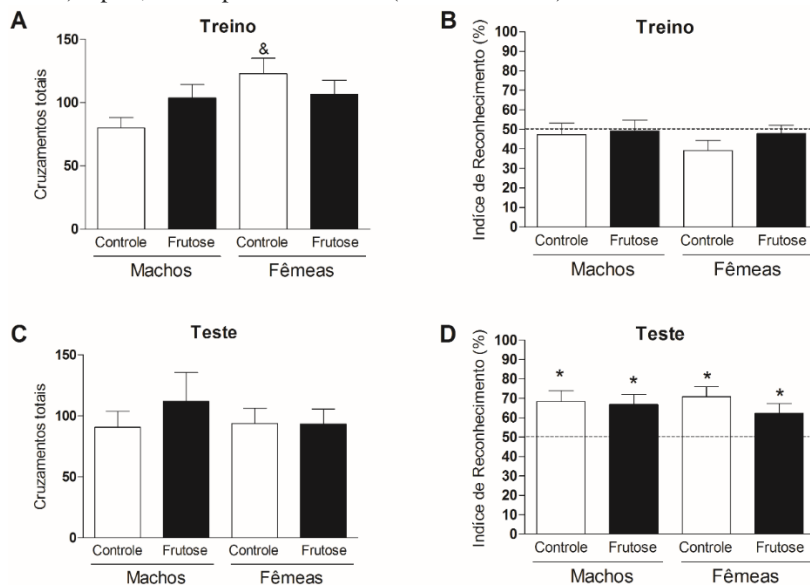 A
Treino
&
Cruzamentos totais
150
100
50
0
Controle Frutose Controle Frutose
Machos Fêmeas
B
Treino
Indíce de Reconhecimento (%)
100
90
80
70
60
50
40
30
20
10
0
Controle Frutose Controle Frutose
Machos Fêmeas
C
Teste
Cruzamentos totais
150
100
50
0
Controle Frutose Controle Frutose
Machos Fêmeas
D
Teste
Indíce de Reconhecimento (%)
100
90
80
70
60
50
40
30
20
10
0
* * * *
Controle Frutose Controle Frutose
Machos Fêmeas